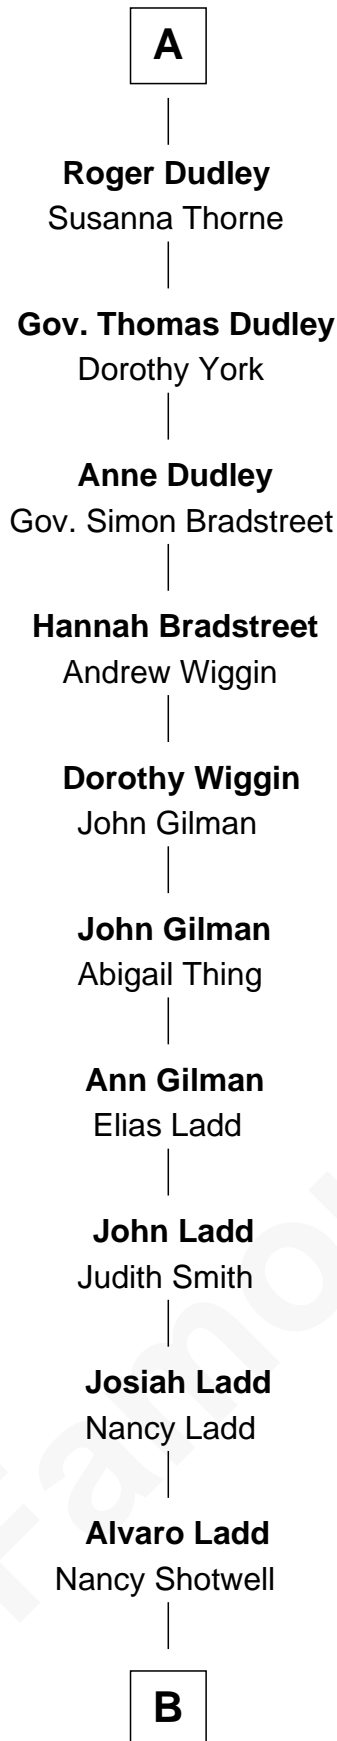 A
Roger Dudley
Susanna Thorne
Gov. Thomas Dudley
Dorothy York
Anne Dudley
Gov. Simon Bradstreet
Hannah Bradstreet
Andrew Wiggin
Dorothy Wiggin
John Gilman
John Gilman
Abigail Thing
Ann Gilman
Elias Ladd
John Ladd
Judith Smith
Josiah Ladd
Nancy Ladd
Alvaro Ladd
Nancy Shotwell
B
Famou